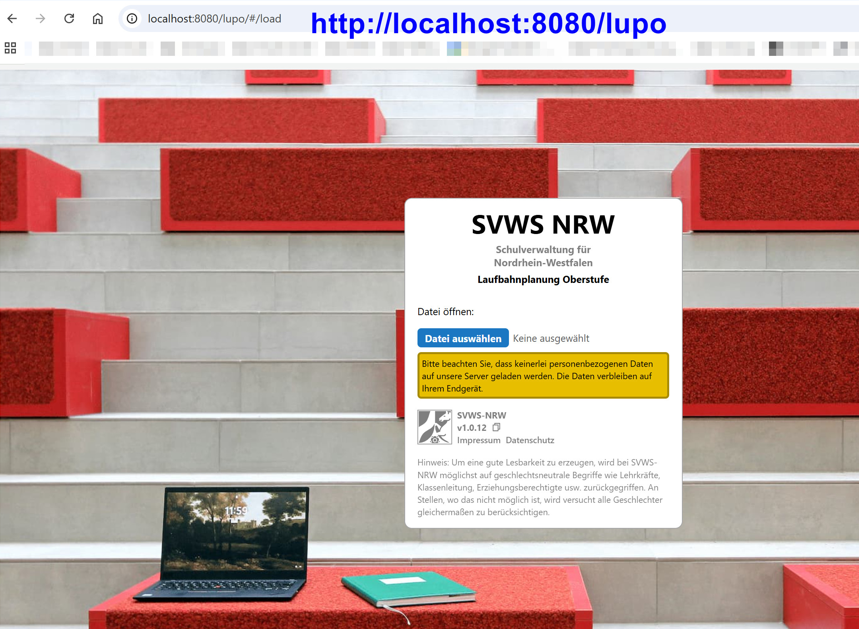 localhost:8080/lupo/#/load
http://localhost:8080/lupo
SVWS NRW
Schulverwaltung für
Nordrhein-Westfalen
Laufbahnplanung Oberstufe
Datei öffnen:
Datei auswählen Keine ausgewählt
Bitte beachten Sie, dass keinerlei personenbezogenen Daten
auf unsere Server geladen werden. Die Daten verbleiben auf
Ihrem Endgerät.
SVWS-NRW
v1.0.12
Impressum Datenschutz
Hinweis: Um eine gute Lesbarkeit zu erzeugen, wird bei SVWS-
NRW möglichst auf geschlechtsneutrale Begriffe wie Lehrkräfte,
Klassenleitung, Erziehungsberechtigte usw. zurückgegriffen. An
Stellen, wo das nicht möglich ist, wird versucht alle Geschlechter
gleichermaßen zu berücksichtigen.
11:59